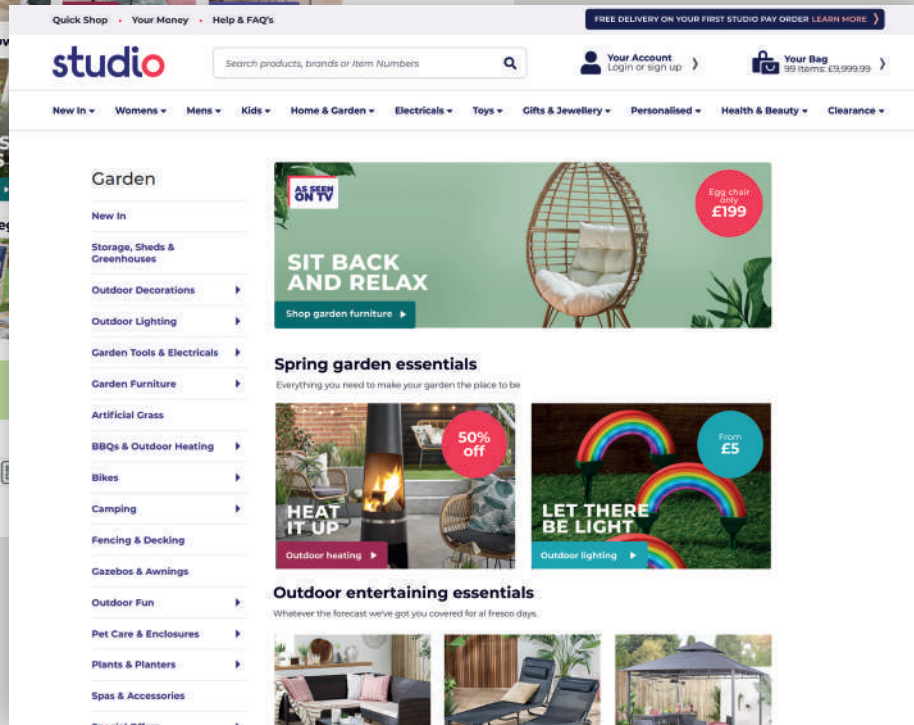 Quick Shop • Your Money • Help & FAQ's
FREE DELIVERY ON YOUR FIRST STUDIO PAY ORDER LEARN MORE
studio
Search products, brands or Item Numbers
Your Account
Login or sign up
Your Bag
99 Items: £9,999.99
New In
Womens
Mens
Kids
Home & Garden
Electricals
Toys
Gifts & Jewellery
Personalised
Health & Beauty
Clearance
Garden
New In
Storage, Sheds &
Greenhouses
Outdoor Decorations
Outdoor Lighting
Garden Tools & Electricals
Garden Furniture
Artificial Grass
BBQs & Outdoor Heating
Bikes
Camping
Fencing & Decking
Gazebos & Awnings
Outdoor Fun
Pet Care & Enclosures
Plants & Planters
Spas & Accessories
Special Offers
AS SEEN
ON TV
SIT BACK
AND RELAX
Shop garden furniture
Egg chair
only
£199
Spring garden essentials
Everything you need to make your garden the place to be
50%
off
HEAT
IT UP
Outdoor heating
From
£5
LET THERE
BE LIGHT
Outdoor lighting
Outdoor entertaining essentials
Whatever the forecast we've got you covered for al fresco days.